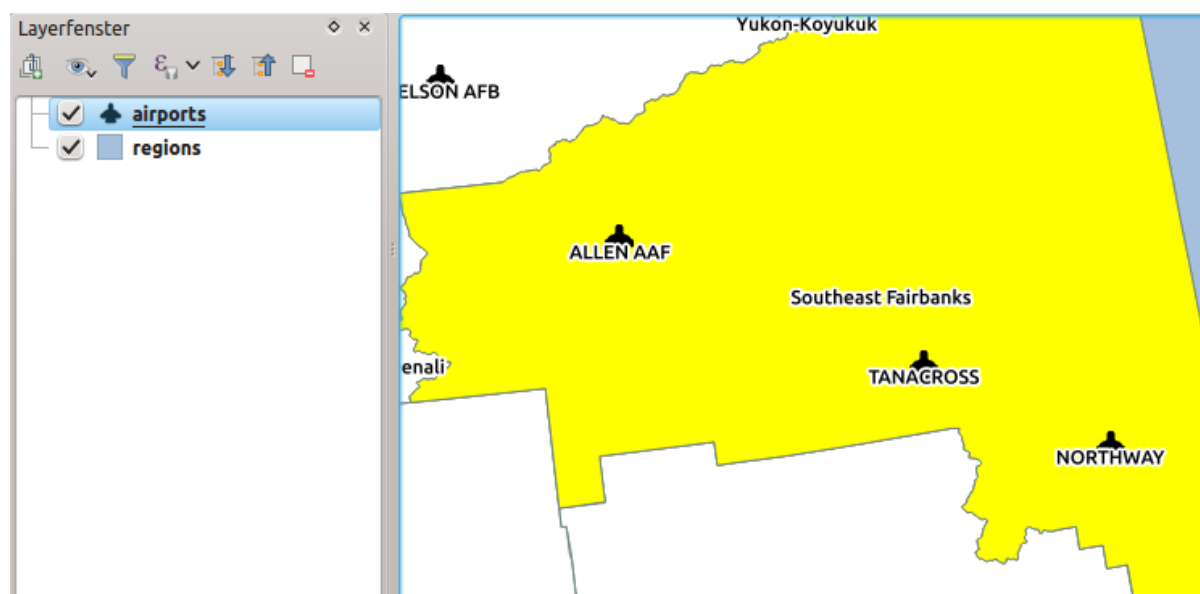 Layerfenster
airports
regions
Yukon-Koyukuk
ELSON AFB
ALLEN AAF
Southeast Fairbanks
enali
TANACROSS
NORTHWAY